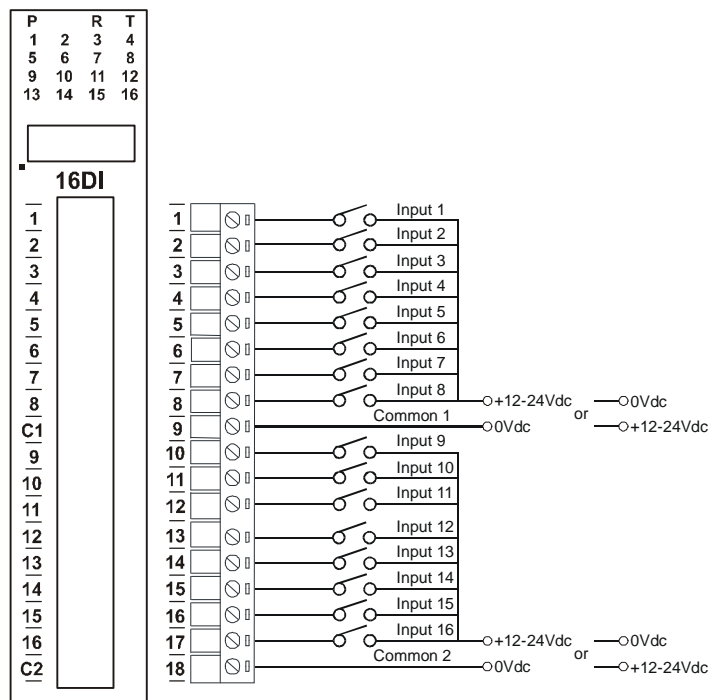 P R T
1 2 3 4
5 6 7 8
9 10 11 12
13 14 15 16
16DI
1
2
3
4
5
6
7
8
C1
9
10
11
12
13
14
15
16
C2
1 Input 1
2 Input 2
3 Input 3
4 Input 4
5 Input 5
6 Input 6
7 Input 7
8 Input 8 +12-24Vdc or 0Vdc
9 Common 1 0Vdc +12-24Vdc
10 Input 9
11 Input 10
12 Input 11
13 Input 12
14 Input 13
15 Input 14
16 Input 15
17 Input 16 +12-24Vdc or 0Vdc
18 Common 2 0Vdc +12-24Vdc